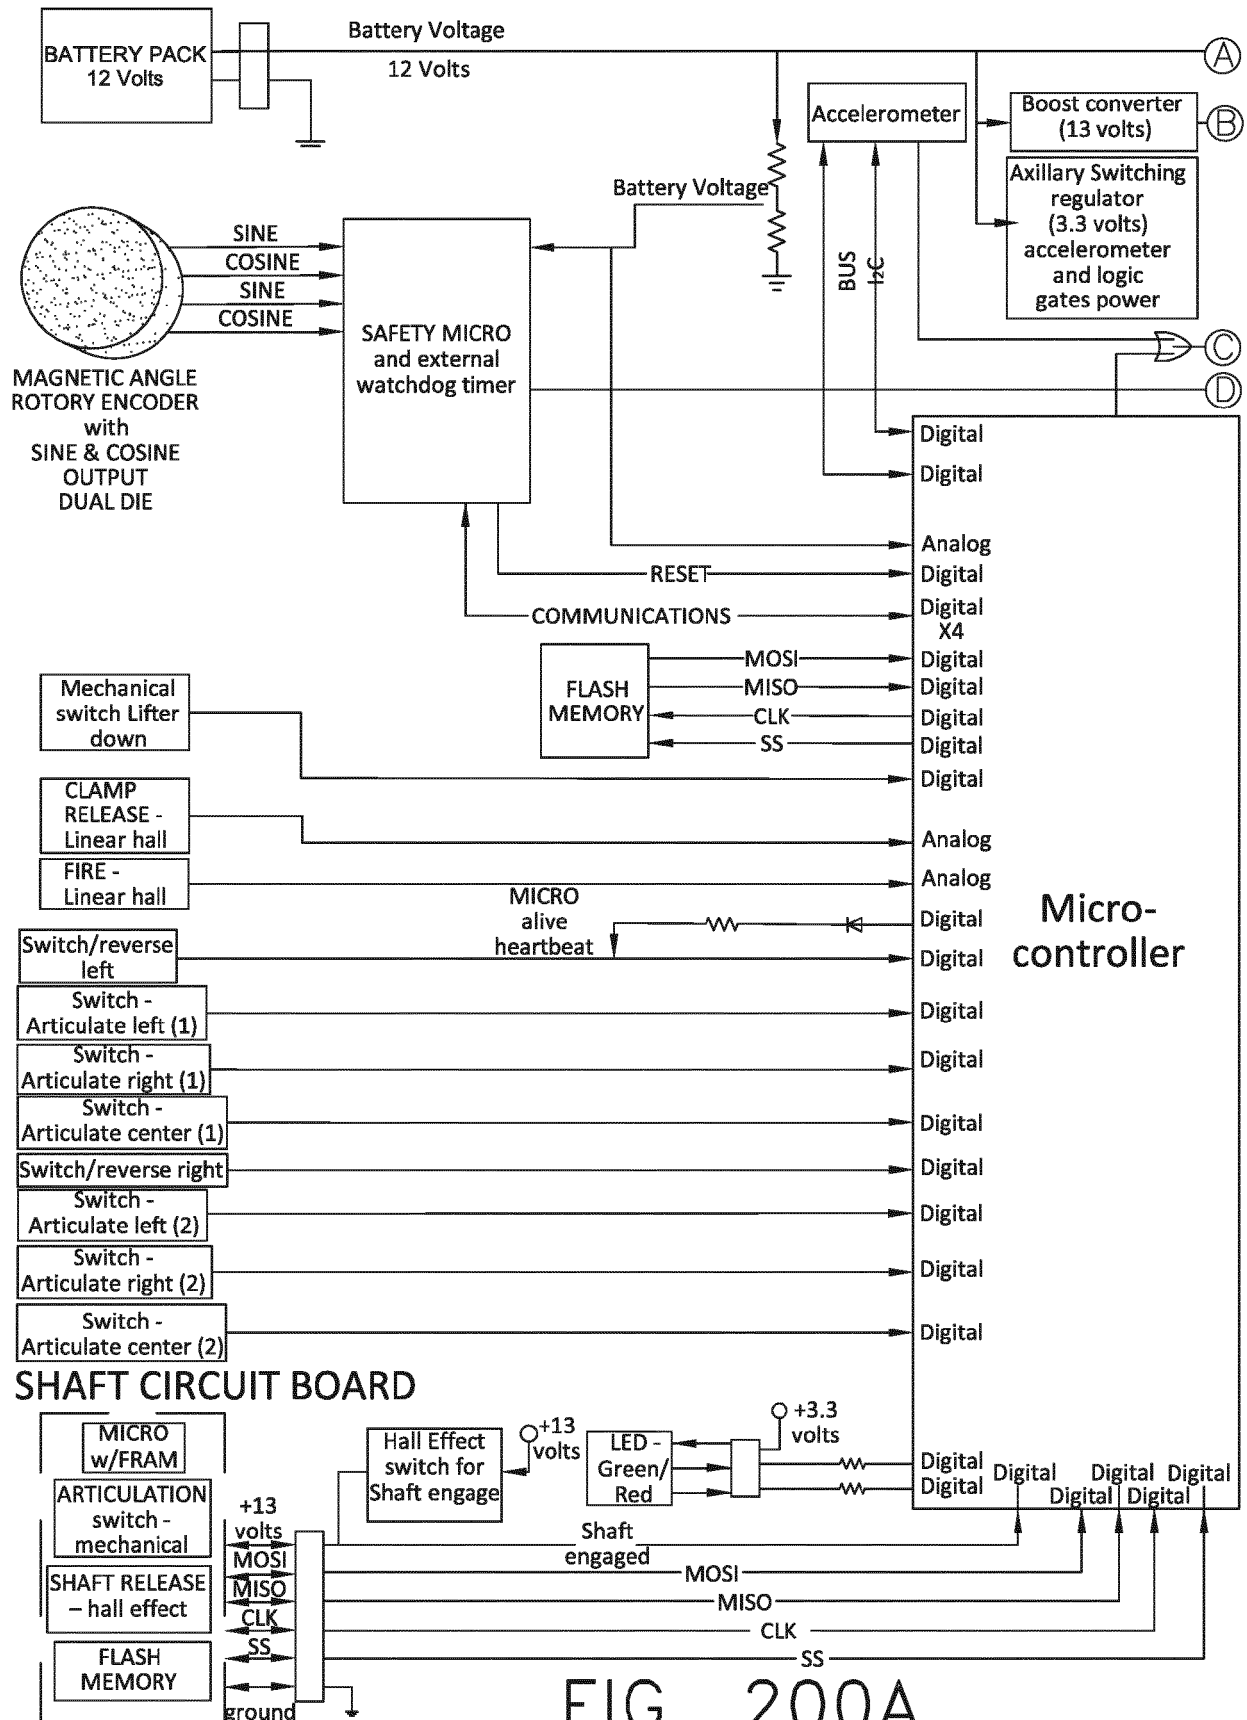 BATTERY PACK
12 Volts
Battery Voltage
12 Volts
A
Accelerometer
Boost converter
(13 volts)
B
Axillary Switching
regulator
(3.3 volts)
accelerometer
and logic
gates power
Battery Voltage
BUS
I2C
SINE
COSINE
SINE
COSINE
SAFETY MICRO
and external
watchdog timer
C
D
MAGNETIC ANGLE
ROTORY ENCODER
with
SINE & COSINE
OUTPUT
DUAL DIE
Digital
Digital
Analog
RESET
Digital
COMMUNICATIONS
Digital
X4
FLASH
MEMORY
MOSI
Digital
MISO
Digital
CLK
Digital
SS
Digital
Mechanical
switch Lifter
down
Digital
CLAMP
RELEASE -
Linear hall
Analog
FIRE -
Linear hall
Analog
MICRO
alive
heartbeat
Digital
Micro-
controller
Switch/reverse
left
Digital
Switch -
Articulate left (1)
Digital
Switch -
Articulate right (1)
Digital
Switch -
Articulate center (1)
Digital
Switch/reverse right
Digital
Switch -
Articulate left (2)
Digital
Switch -
Articulate right (2)
Digital
Switch -
Articulate center (2)
Digital
SHAFT CIRCUIT BOARD
MICRO
w/FRAM
ARTICULATION
switch -
mechanical
SHAFT RELEASE
– hall effect
FLASH
MEMORY
+13
volts
MOSI
MISO
CLK
SS
ground
Hall Effect
switch for
Shaft engage
+13
volts
LED -
Green/
Red
+3.3
volts
Digital
Digital
Digital
Digital
Digital
Digital
Digital
Shaft
engaged
MOSI
MISO
CLK
SS
FIG. 200A